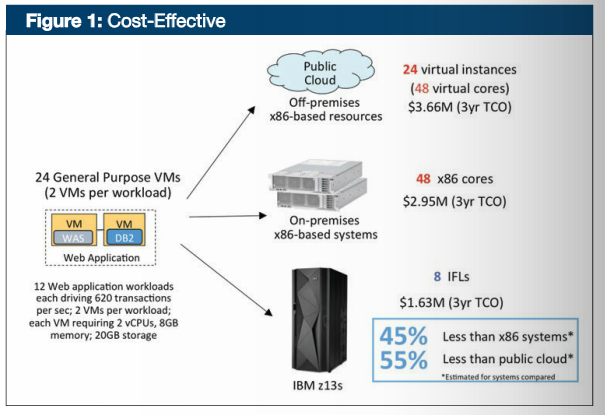 Figure 1: Cost-Effective
Public
Cloud
Off-premises
x86-based resources
24 virtual instances
(48 virtual cores)
$3.66M (3yr TCO)
24 General Purpose VMs
(2 VMs per workload)
VM
VM
WAS
DB2
Web Application
12 Web application workloads
each driving 620 transactions
per sec; 2 VMs per workload;
each VM requiring 2 vCPUs, 8GB
memory; 20GB storage
On-premises
x86-based systems
48 x86 cores
$2.95M (3yr TCO)
IBM z13s
8 IFLs
$1.63M (3yr TCO)
45% Less than x86 systems*
55% Less than public cloud*
*Estimated for systems compared